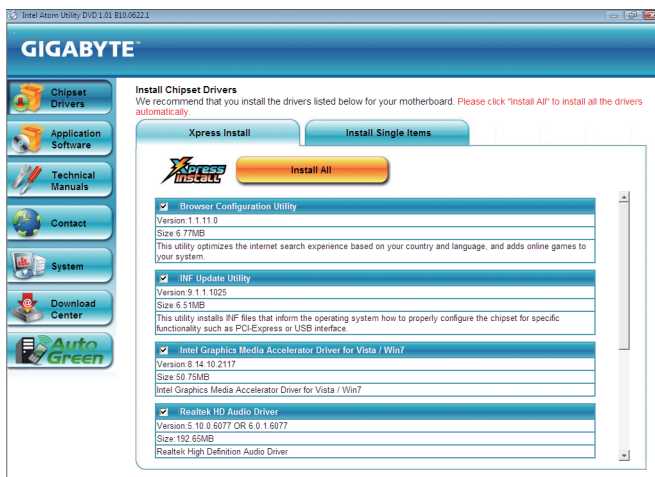 Intel Atom Utility DVD 1.01 B10.0622.1
GIGABYTE™
Chipset
Drivers
Application
Software
Technical
Manuals
Contact
System
Download
Center
Auto
Green
Install Chipset Drivers
We recommend that you install the drivers listed below for your motherboard. Please click "Install All" to install all the drivers
automatically.
Xpress Install
Install Single Items
Xpress
Install
Install All
Browser Configuration Utility
Version:1.1.11.0
Size:6.77MB
This utility optimizes the internet search experience based on your country and language, and adds online games to
your system.
INF Update Utility
Version:9.1.1.1025
Size:6.51MB
This utility installs INF files that inform the operating system how to properly configure the chipset for specific
functionality such as PCI-Express or USB interface.
Intel Graphics Media Accelerator Driver for Vista / Win7
Version:8.14.10.2117
Size:50.75MB
Intel Graphics Media Accelerator Driver for Vista / Win7
Realtek HD Audio Driver
Version:5.10.0.6077 OR 6.0.1.6077
Size:192.65MB
Realtek High Definition Audio Driver